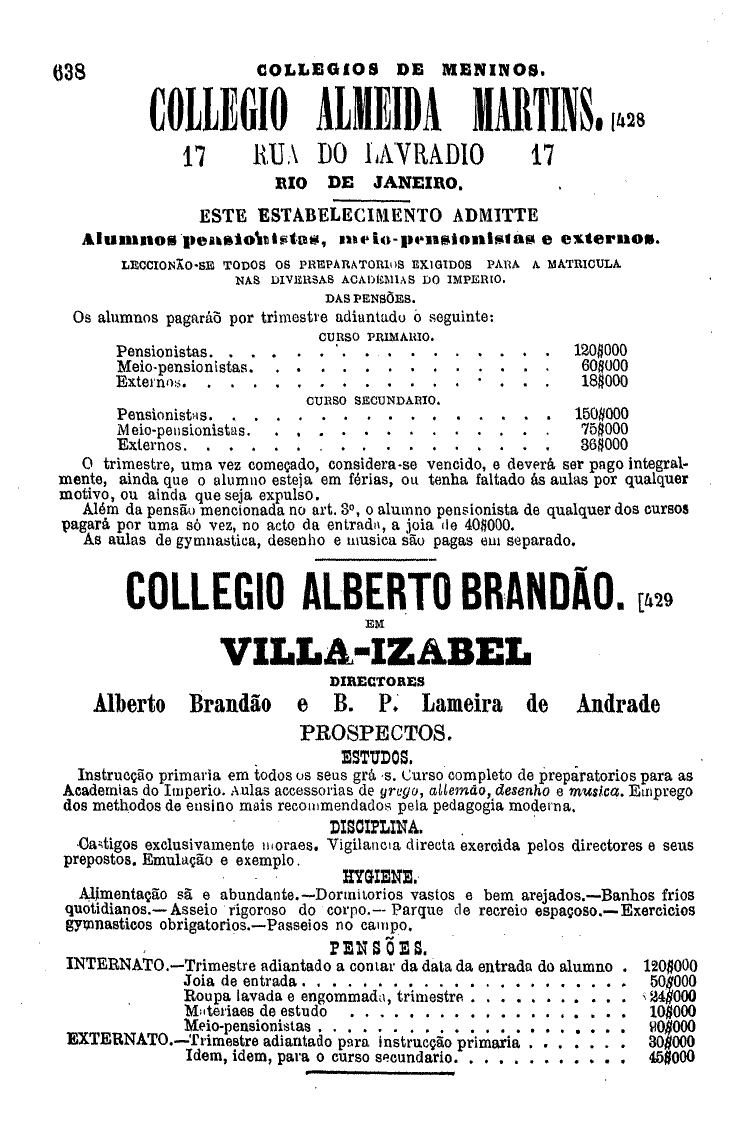 638 COLLEGIOS DE MENINOS.
COLLEGIO ALMEIDA MARTINS. [428
17 RUA DO LAVRADIO 17
RIO DE JANEIRO.
ESTE ESTABELECIMENTO ADMITTE
Alumnos pensionistas, meio-pensionistas e externos.
LECCIONÃO-SE TODOS OS PREPARATORIOS EXIGIDOS PARA A MATRICULA
NAS DIVERSAS ACADEMIAS DO IMPERIO.
DAS PENSÕES.
Os alumnos pagaráõ por trimestre adiantado o seguinte:
CURSO PRIMARIO.
Pensionistas. . . . . . . . . . . . . . . . . . 120$000
Meio-pensionistas. . . . . . . . . . . . . . . 60$000
Externos. . . . . . . . . . . . . . . . . . . 18$000
CURSO SECUNDARIO.
Pensionistas. . . . . . . . . . . . . . . . . . 150$000
Meio-pensionistas. . . . . . . . . . . . . . . 75$000
Externos. . . . . . . . . . . . . . . . . . . 36$000
O trimestre, uma vez começado, considera-se vencido, e deverá ser pago integral-
mente, ainda que o alumno esteja em férias, ou tenha faltado ás aulas por qualquer
motivo, ou ainda que seja expulso.
Além da pensão mencionada no art. 3º, o alumno pensionista de qualquer dos cursos
pagará por uma só vez, no acto da entrada, a joia de 40$000.
As aulas de gymnastica, desenho e musica são pagas em separado.
COLLEGIO ALBERTO BRANDÃO. [429
EM
VILLA-IZABEL
DIRECTORES
Alberto Brandão e B. P. Lameira de Andrade
PROSPECTOS.
ESTUDOS.
Instrucção primaria em todos os seus grá s. Curso completo de preparatorios para as
Academias do Imperio. Aulas accessorias de grego, allemão, desenho e musica. Emprego
dos methodos de ensino mais recommendados pela pedagogia moderna.
DISCIPLINA.
Castigos exclusivamente moraes. Vigilancia directa exercida pelos directores e seus
prepostos. Emulação e exemplo.
HYGIENE.
Alimentação sã e abundante.—Dormitorios vastos e bem arejados.—Banhos frios
quotidianos.—Asseio rigoroso do corpo.—Parque de recreio espaçoso.—Exercicios
gymnasticos obrigatorios.—Passeios no campo.
PENSÕES.
INTERNATO.—Trimestre adiantado a contar da data da entrada do alumno . 120$000
Joia de entrada . . . . . . . . . . . . . . . . . . . . . . 50$000
Roupa lavada e engommada, trimestre . . . . . . . . . . . 24$000
Materiaes de estudo . . . . . . . . . . . . . . . . . . . 10$000
Meio-pensionistas . . . . . . . . . . . . . . . . . . . . . 90$000
EXTERNATO.—Trimestre adiantado para instrucção primaria . . . . . . . 30$000
Idem, idem, para o curso secundario. . . . . . . . . . . . 45$000